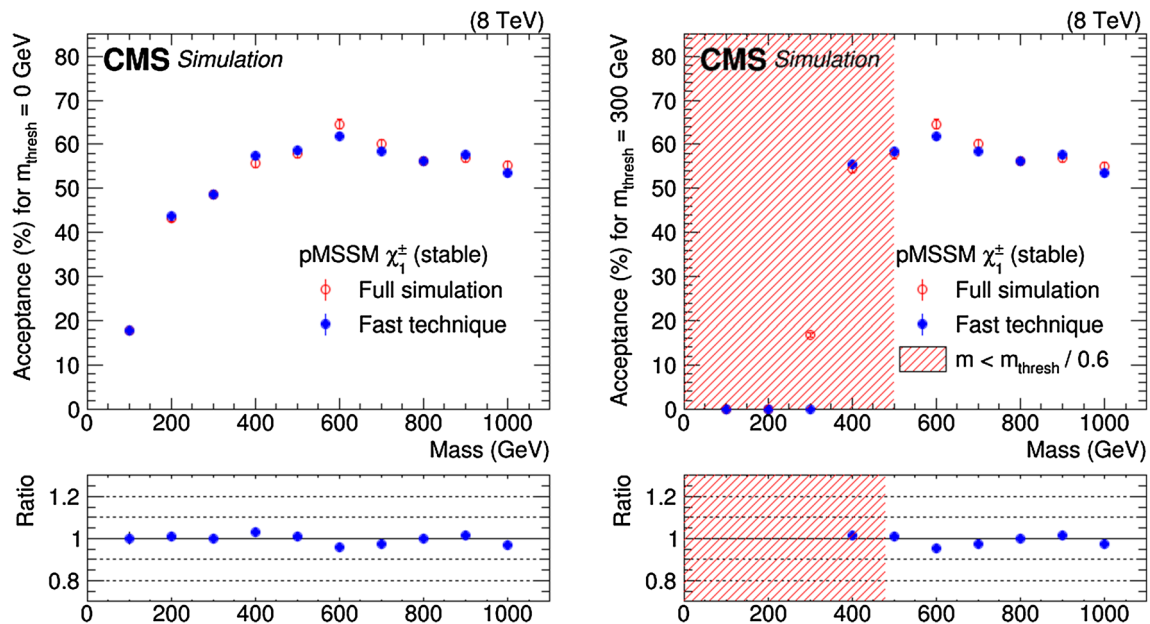 (8 TeV)
CMS Simulation
Acceptance (%) for m_thresh = 0 GeV
80
70
60
50
40
30
20
10
0
pMSSM χ₁± (stable)
Full simulation
Fast technique
0 200 400 600 800 1000
Mass (GeV)
Ratio
1.2
1
0.8
0 200 400 600 800 1000
(8 TeV)
CMS Simulation
Acceptance (%) for m_thresh = 300 GeV
80
70
60
50
40
30
20
10
0
pMSSM χ₁± (stable)
Full simulation
Fast technique
m < m_thresh / 0.6
0 200 400 600 800 1000
Mass (GeV)
Ratio
1.2
1
0.8
0 200 400 600 800 1000